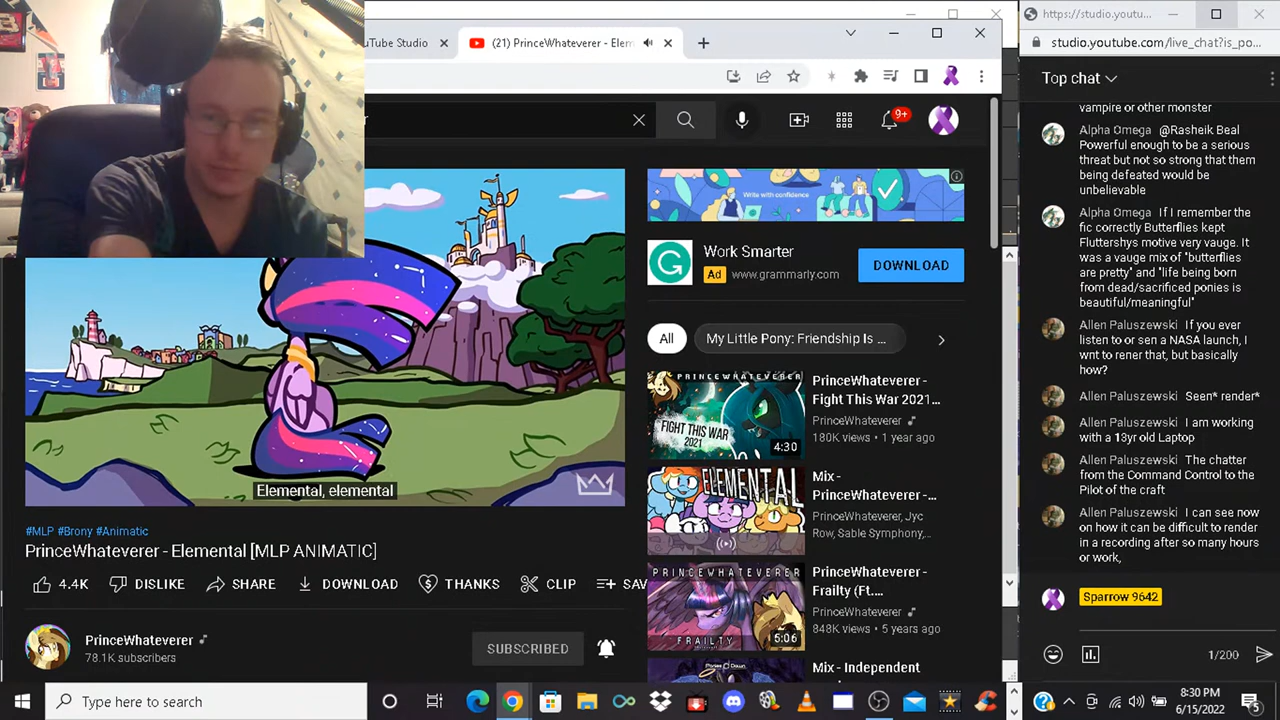 https://studio.youtu...
uTube Studio
(21) PrinceWhateverer - Elem
studio.youtube.com/live_chat?is_po...
Top chat
9+
vampire or other monster
Alpha Omega @Rasheik Beal
Powerful enough to be a serious
threat but not so strong that them
being defeated would be
unbelievable
Alpha Omega If I remember the
fic correctly Butterflies kept
Fluttershys motives vauge. It
was a vauge mix of "butterflies
are pretty" and "life being born
from dead/sacrificed ponies is
beautiful/meaningful"
Allen Paluszewski If you ever
listen to or sen a NASA launch, I
wnt to rener that, but basically
how?
Allen Paluszewski Seen* render*
Allen Paluszewski I am working
with a 13yr old Laptop
Allen Paluszewski The chatter
from the Command Control to the
Pilot of the craft
Allen Paluszewski I can see now
on how it can be difficult to render
in a recording after so many hours
or work.
Sparrow 9642
1/200
Write with confidence
Work Smarter
Ad www.grammarly.com
DOWNLOAD
All
My Little Pony: Friendship Is ...
PRINCEWHATEVERER
FIGHT THIS WAR
2021
4:30
PrinceWhateverer -
Fight This War 2021...
PrinceWhateverer
180K views • 1 year ago
ELEMENTAL
Mix -
PrinceWhateverer -...
PrinceWhateverer, Jyc
Row, Sable Symphony,...
PRINCEWHATEVERER
FRAILTY
5:06
PrinceWhateverer -
Frailty (Ft....
PrinceWhateverer
848K views • 5 years ago
Mix - Independent
Elemental, elemental
#MLP #Brony #Animatic
PrinceWhateverer - Elemental [MLP ANIMATIC]
4.4K
DISLIKE
SHARE
DOWNLOAD
THANKS
CLIP
SAV
PrinceWhateverer
78.1K subscribers
SUBSCRIBED
Type here to search
8:30 PM
6/15/2022
5